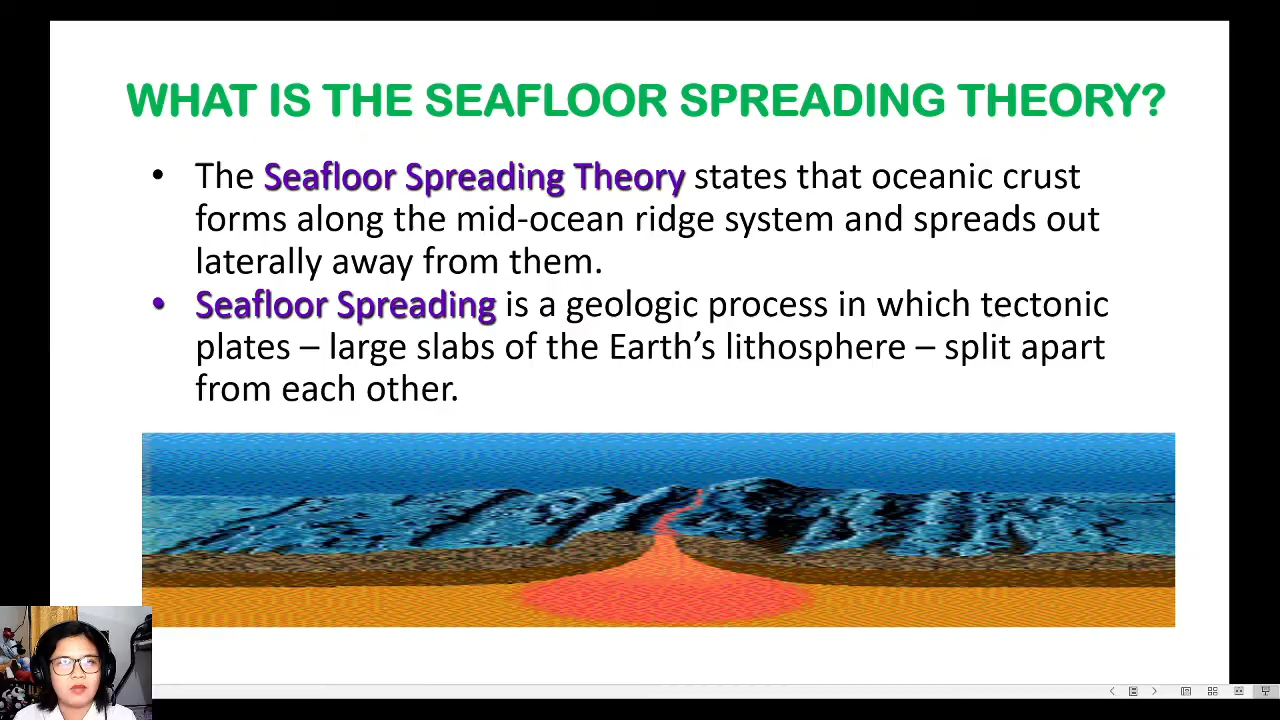 WHAT IS THE SEAFLOOR SPREADING THEORY?
• The Seafloor Spreading Theory states that oceanic crust
forms along the mid-ocean ridge system and spreads out
laterally away from them.
• Seafloor Spreading is a geologic process in which tectonic
plates – large slabs of the Earth’s lithosphere – split apart
from each other.